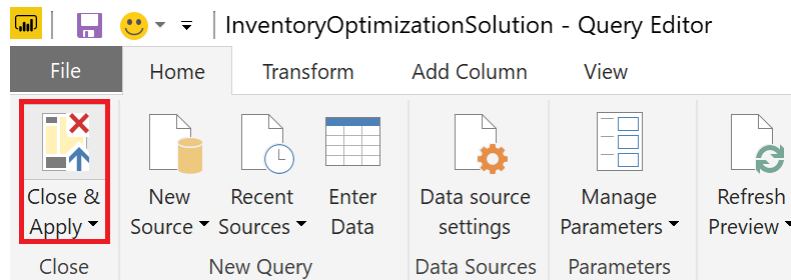 InventoryOptimizationSolution - Query Editor
File Home Transform Add Column View
Close & Apply
New Source
Recent Sources
Enter Data
Data source settings
Manage Parameters
Refresh Preview
Close New Query Data Sources Parameters